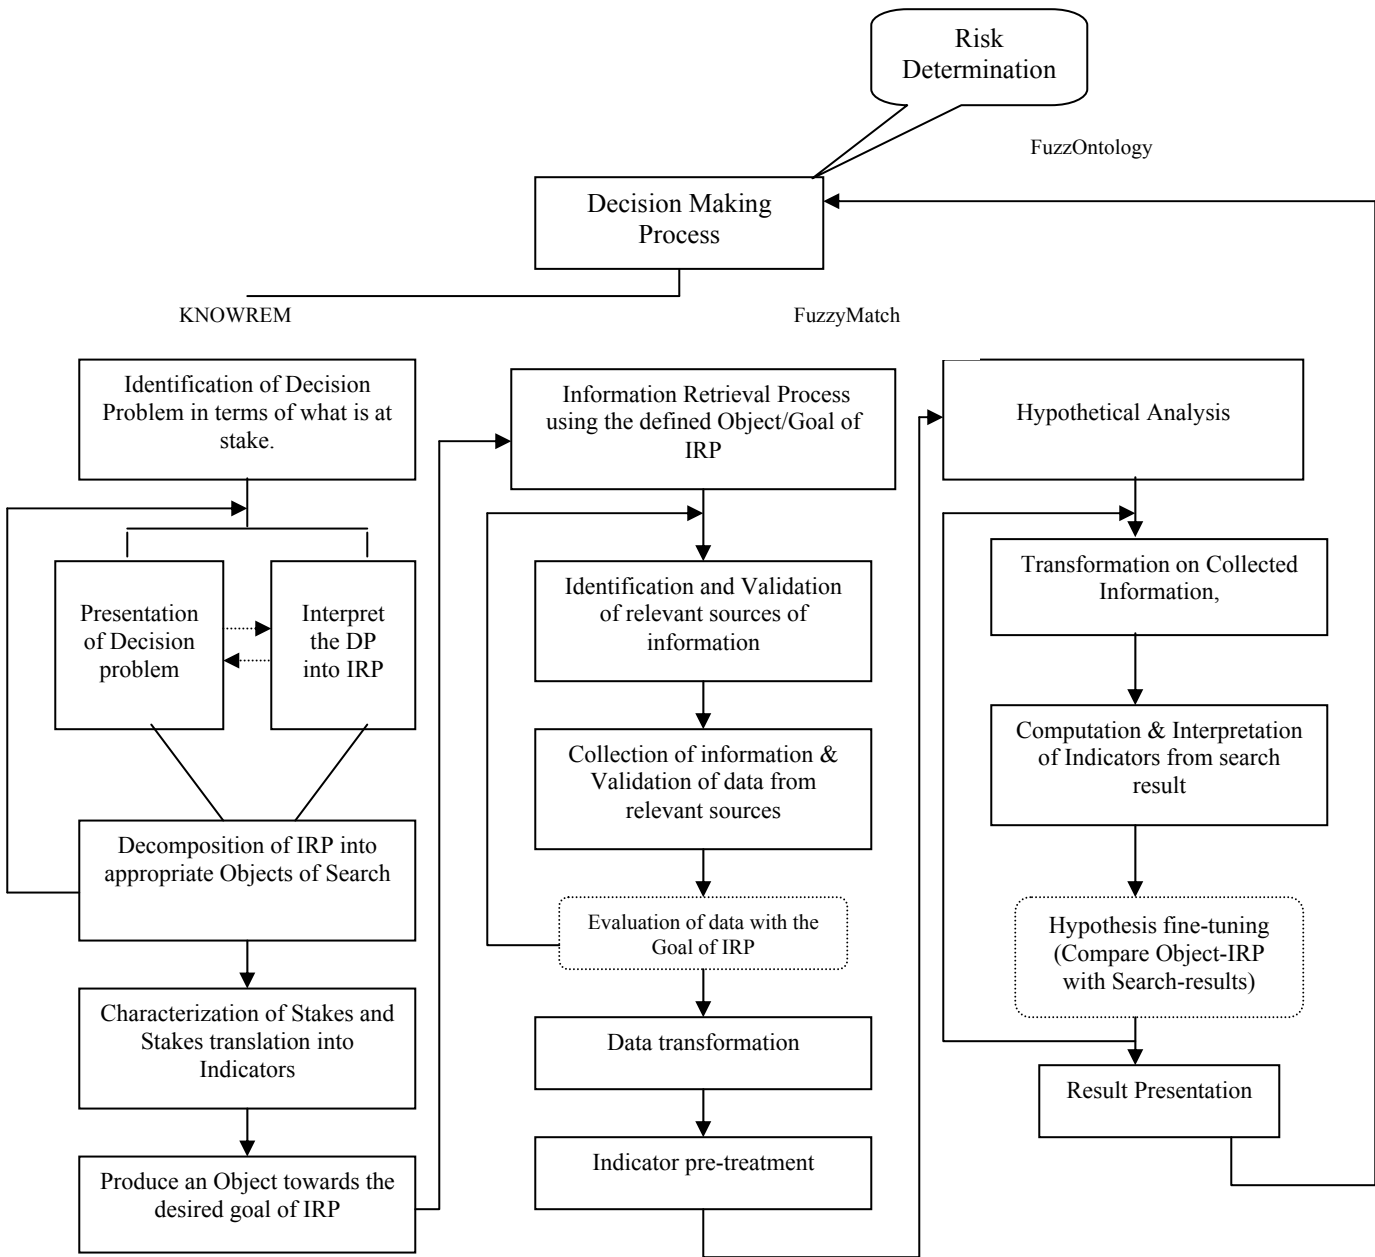 Risk
Determination
FuzzOntology
Decision Making
Process
KNOWREM
FuzzyMatch
Identification of Decision
Problem in terms of what is at
stake.
Presentation
of Decision
problem
Interpret
the DP
into IRP
Decomposition of IRP into
appropriate Objects of Search
Characterization of Stakes and
Stakes translation into
Indicators
Produce an Object towards the
desired goal of IRP
Information Retrieval Process
using the defined Object/Goal of
IRP
Identification and Validation
of relevant sources of
information
Collection of information &
Validation of data from
relevant sources
Evaluation of data with the
Goal of IRP
Data transformation
Indicator pre-treatment
Hypothetical Analysis
Transformation on Collected
Information,
Computation & Interpretation
of Indicators from search
result
Hypothesis fine-tuning
(Compare Object-IRP
with Search-results)
Result Presentation